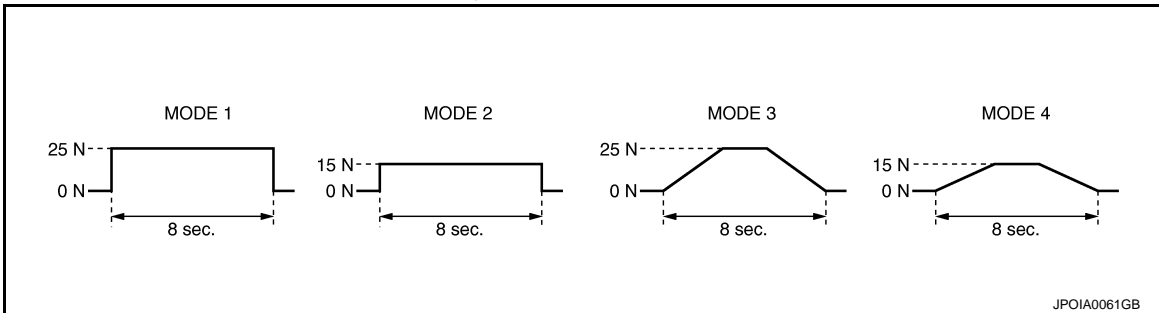 MODE 1 MODE 2 MODE 3 MODE 4
25 N 15 N 25 N 15 N
0 N 0 N 0 N 0 N
8 sec. 8 sec. 8 sec. 8 sec.
JPOIA0061GB